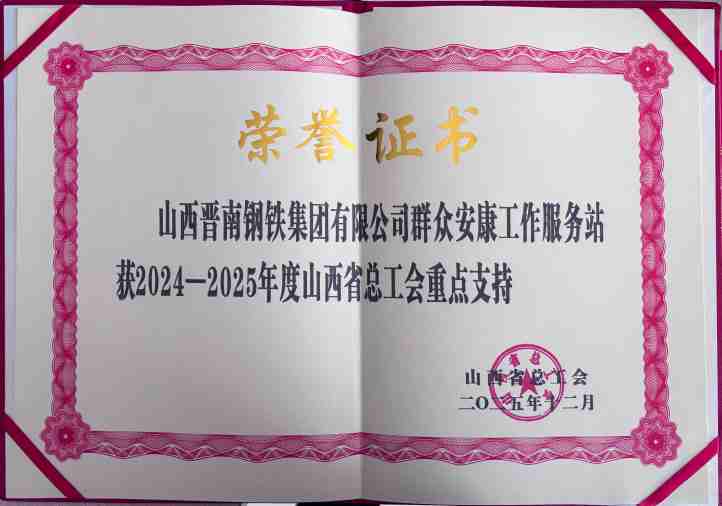 荣誉证书
山西晋南钢铁集团有限公司群众安康工作服务站
获2024—2025年度山西省总工会重点支持
山西省总工会
二〇二五年十二月